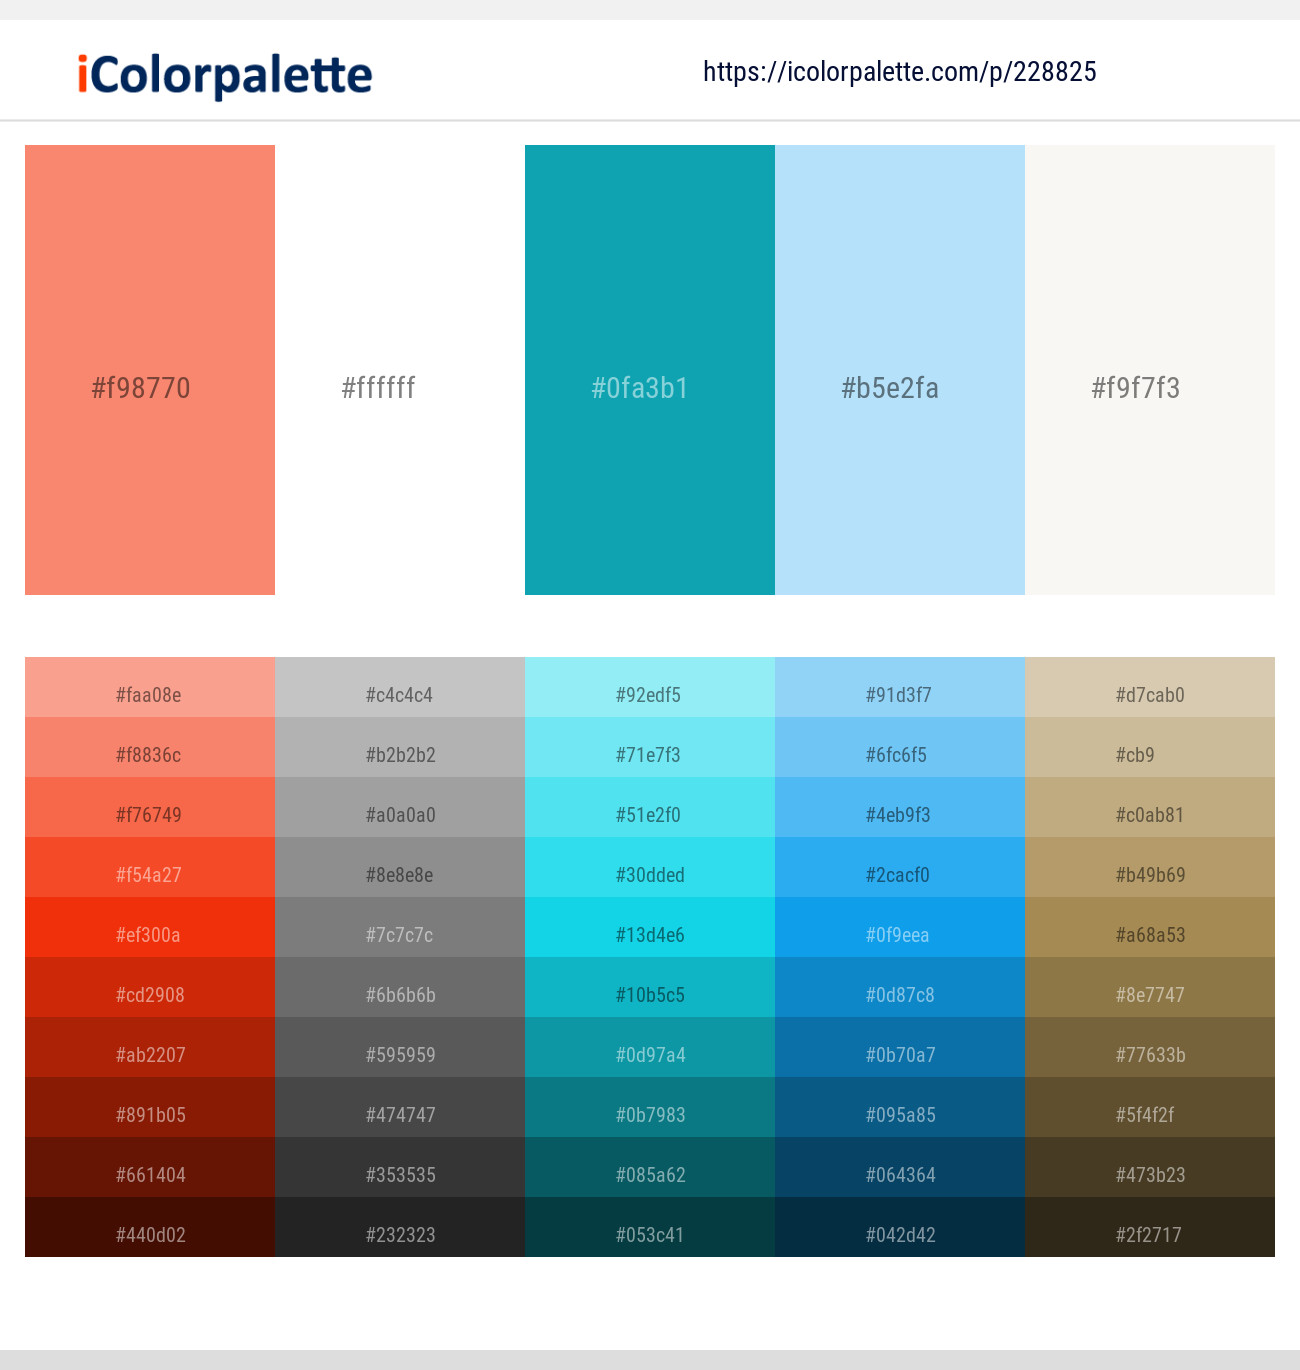 iColorpalette
https://icolorpalette.com/p/228825
#f98770 #ffffff #0fa3b1 #b5e2fa #f9f7f3
#faa08e #c4c4c4 #92edf5 #91d3f7 #d7cab0
#f8836c #b2b2b2 #71e7f3 #6fc6f5 #cb9
#f76749 #a0a0a0 #51e2f0 #4eb9f3 #c0ab81
#f54a27 #8e8e8e #30dded #2cacf0 #b49b69
#ef300a #7c7c7c #13d4e6 #0f9eea #a68a53
#cd2908 #6b6b6b #10b5c5 #0d87c8 #8e7747
#ab2207 #595959 #0d97a4 #0b70a7 #77633b
#891b05 #474747 #0b7983 #095a85 #5f4f2f
#661404 #353535 #085a62 #064364 #473b23
#440d02 #232323 #053c41 #042d42 #2f2717